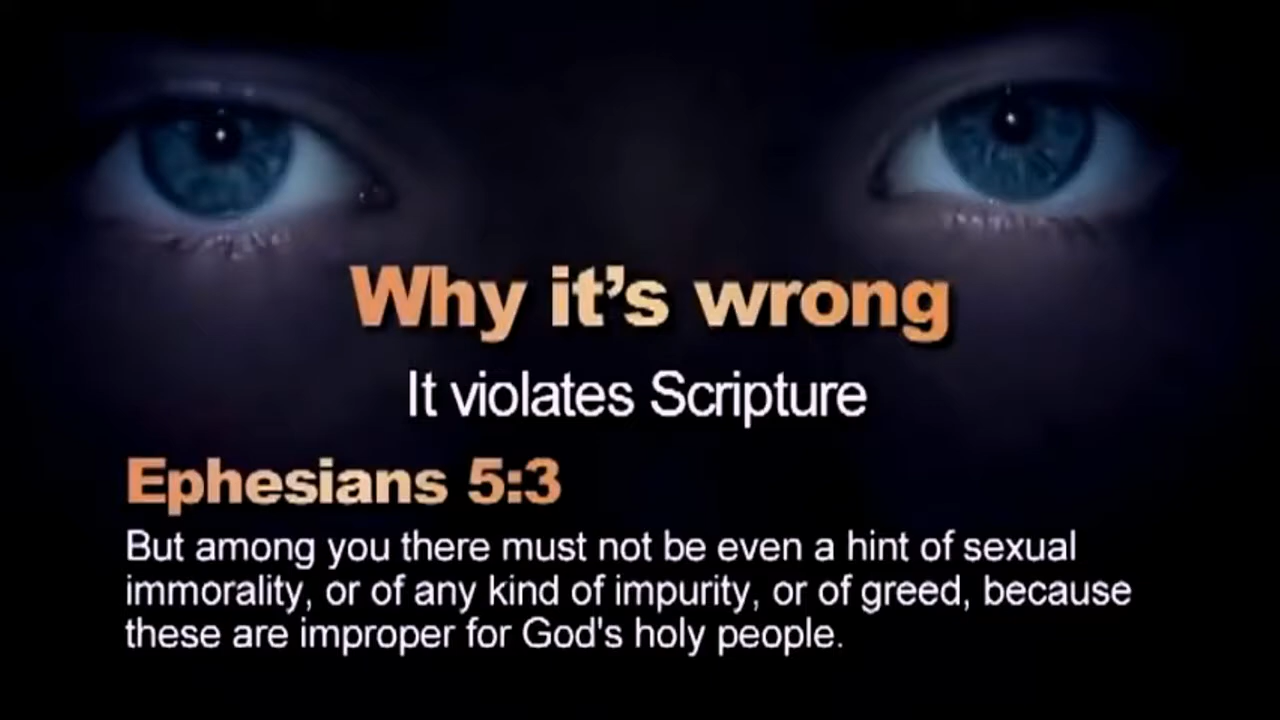 Why it's wrong
It violates Scripture
Ephesians 5:3
But among you there must not be even a hint of sexual
immorality, or of any kind of impurity, or of greed, because
these are improper for God's holy people.